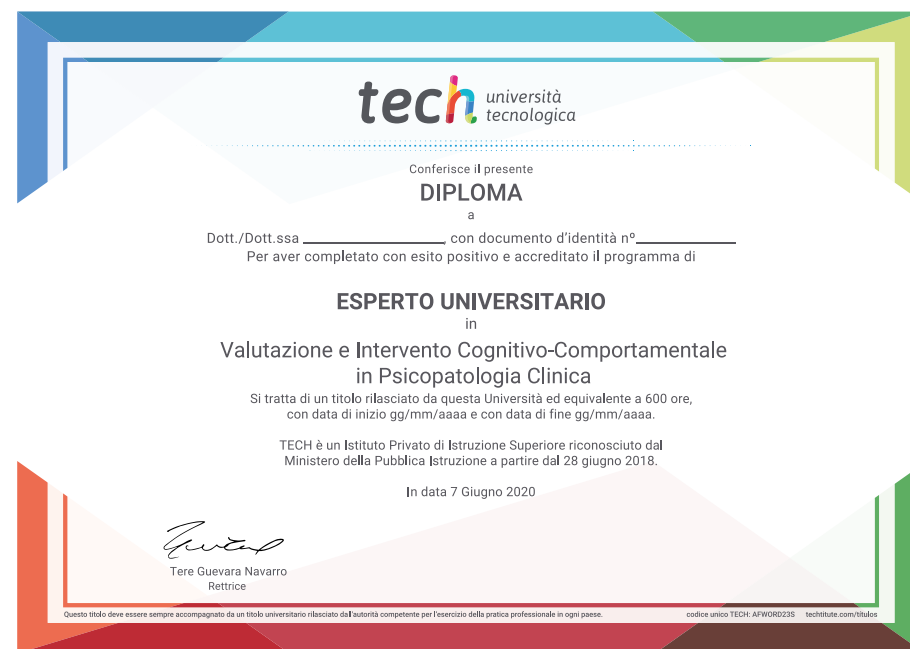 tech università
tecnologica
Conferisce il presente
DIPLOMA
a
Dott./Dott.ssa ____________________, con documento d'identità nº______________
Per aver completato con esito positivo e accreditato il programma di
ESPERTO UNIVERSITARIO
in
Valutazione e Intervento Cognitivo-Comportamentale
in Psicopatologia Clinica
Si tratta di un titolo rilasciato da questa Università ed equivalente a 600 ore,
con data di inizio gg/mm/aaaa e con data di fine gg/mm/aaaa.
TECH è un Istituto Privato di Istruzione Superiore riconosciuto dal
Ministero della Pubblica Istruzione a partire dal 28 giugno 2018.
In data 7 Giugno 2020
Tere Guevara Navarro
Rettrice
Questo titolo deve essere sempre accompagnato da un titolo universitario rilasciato dall'autorità competente per l'esercizio della pratica professionale in ogni paese. codice unico TECH: AFWORD23S techtitute.com/titulos